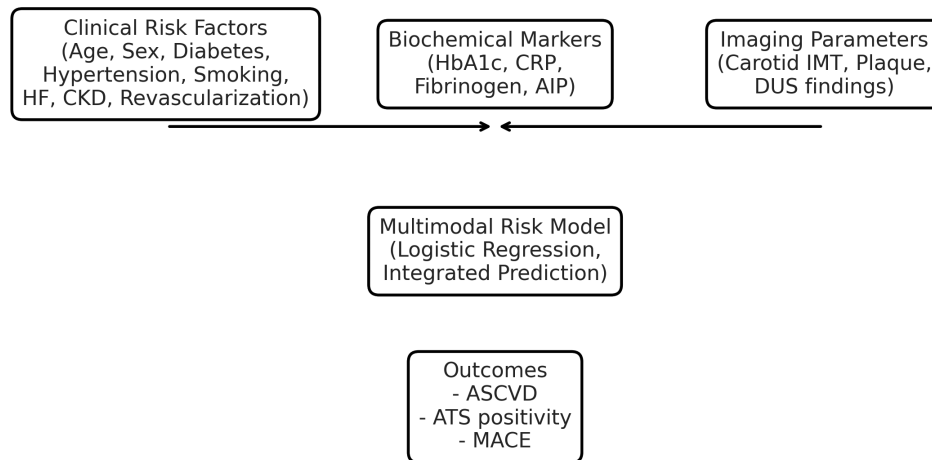 Clinical Risk Factors
(Age, Sex, Diabetes,
Hypertension, Smoking,
HF, CKD, Revascularization)
Biochemical Markers
(HbA1c, CRP,
Fibrinogen, AIP)
Imaging Parameters
(Carotid IMT, Plaque,
DUS findings)
Multimodal Risk Model
(Logistic Regression,
Integrated Prediction)
Outcomes
- ASCVD
- ATS positivity
- MACE